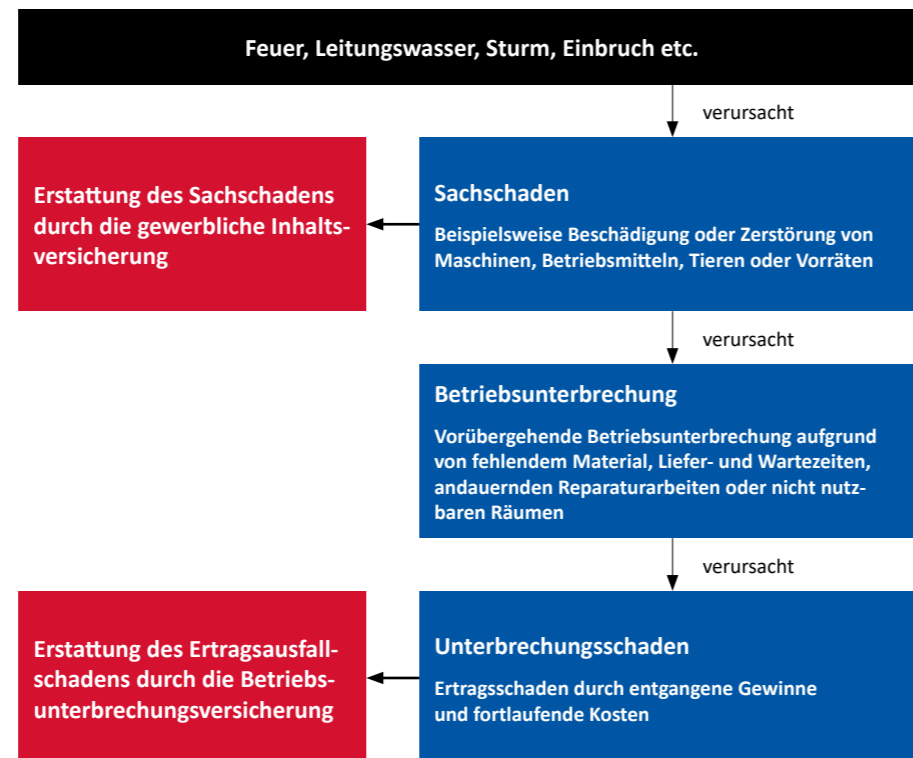 Feuer, Leitungswasser, Sturm, Einbruch etc.
verursacht
Erstattung des Sachschadens
durch die gewerbliche Inhalts-
versicherung
Sachschaden
Beispielsweise Beschädigung oder Zerstörung von
Maschinen, Betriebsmitteln, Tieren oder Vorräten
verursacht
Betriebsunterbrechung
Vorübergehende Betriebsunterbrechung aufgrund
von fehlendem Material, Liefer- und Wartezeiten,
andauernden Reparaturarbeiten oder nicht nutz-
baren Räumen
verursacht
Erstattung des Ertragsausfall-
schadens durch die Betriebs-
unterbrechungsversicherung
Unterbrechungsschaden
Ertragsschaden durch entgangene Gewinne
und fortlaufende Kosten